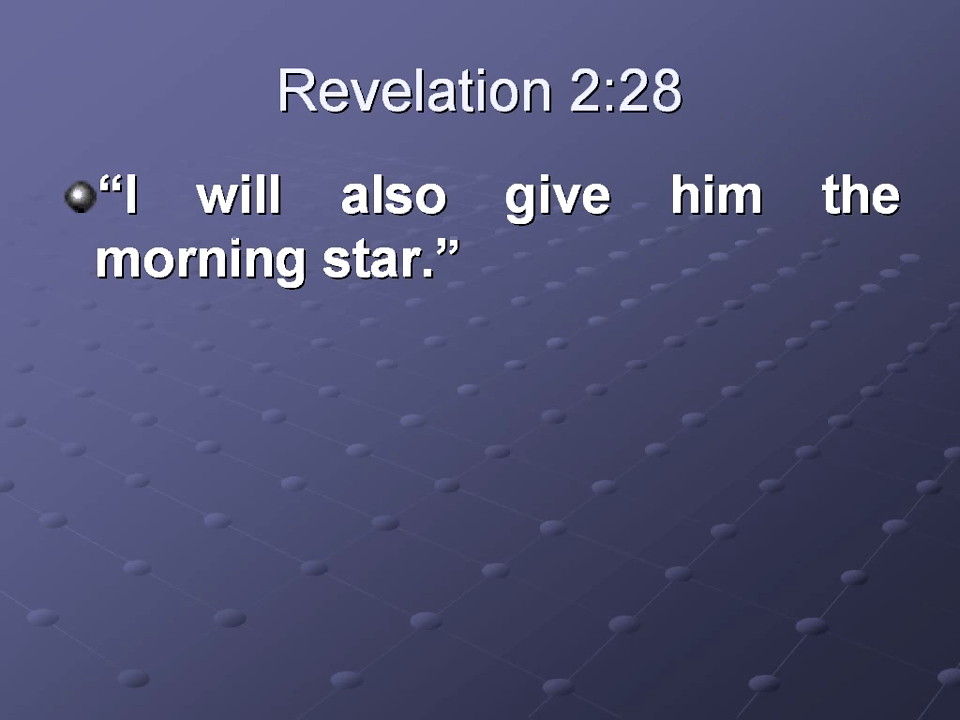 Revelation 2:28
“I will also give him the
morning star.”